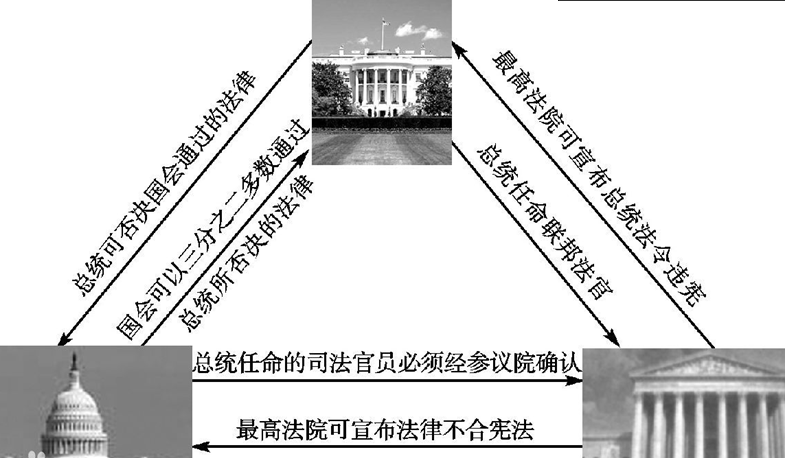 总统可否决国会通过的法律
国会可以三分之二多数通过
总统所否决的法律
最高法院可宣布总统法令违宪
总统任命联邦法官
总统任命的司法官员必须经参议院确认
最高法院可宣布法律不合宪法